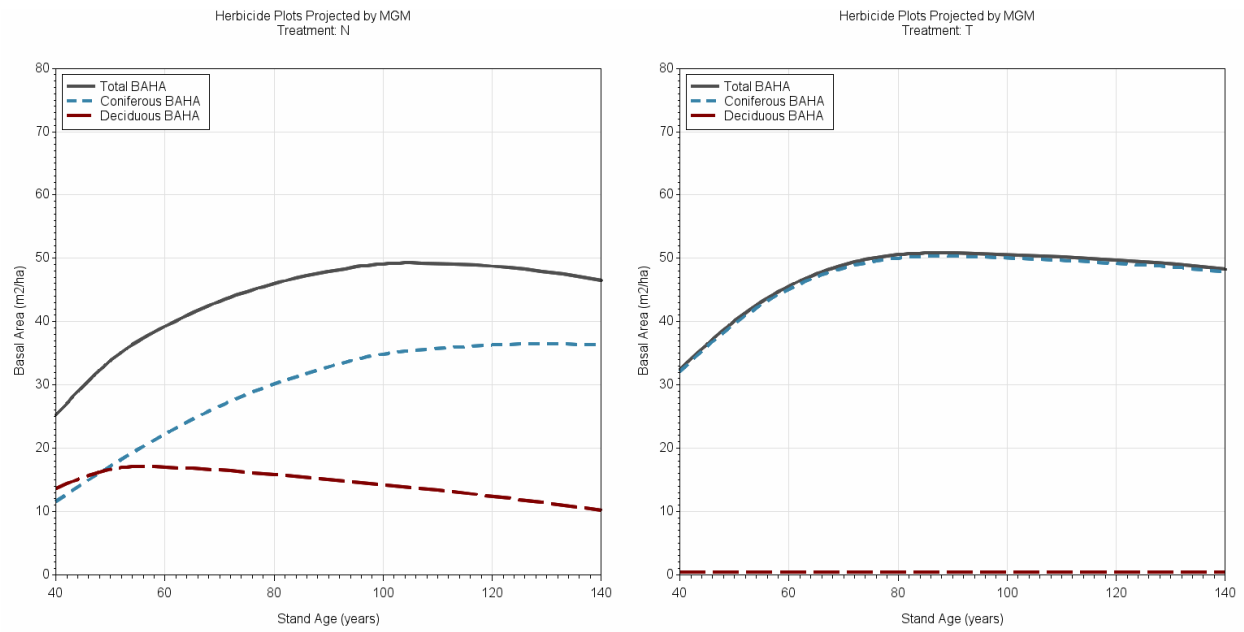 Herbicide Plots Projected by MGM
Treatment: N
80
70
60
50
40
30
20
10
0
Basal Area (m2/ha)
Total BAHA
Coniferous BAHA
Deciduous BAHA
40 60 80 100 120 140
Stand Age (years)
Herbicide Plots Projected by MGM
Treatment: T
80
70
60
50
40
30
20
10
0
Basal Area (m2/ha)
Total BAHA
Coniferous BAHA
Deciduous BAHA
40 60 80 100 120 140
Stand Age (years)